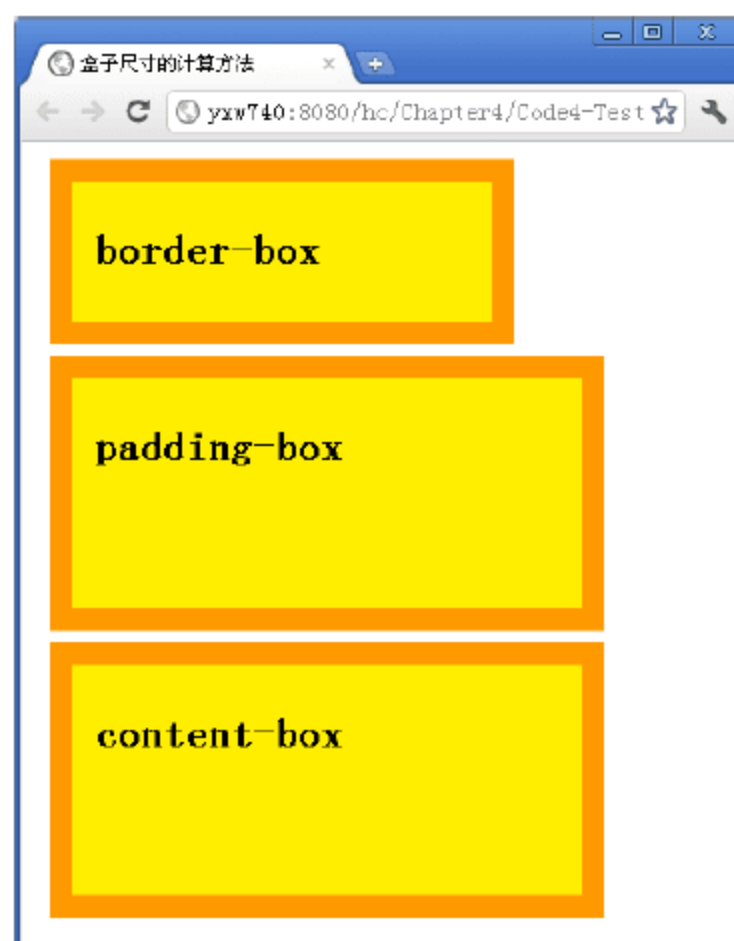 盒子尺寸的计算方法
yxw740:8080/hc/Chapter4/Code4-Test
border-box
padding-box
content-box